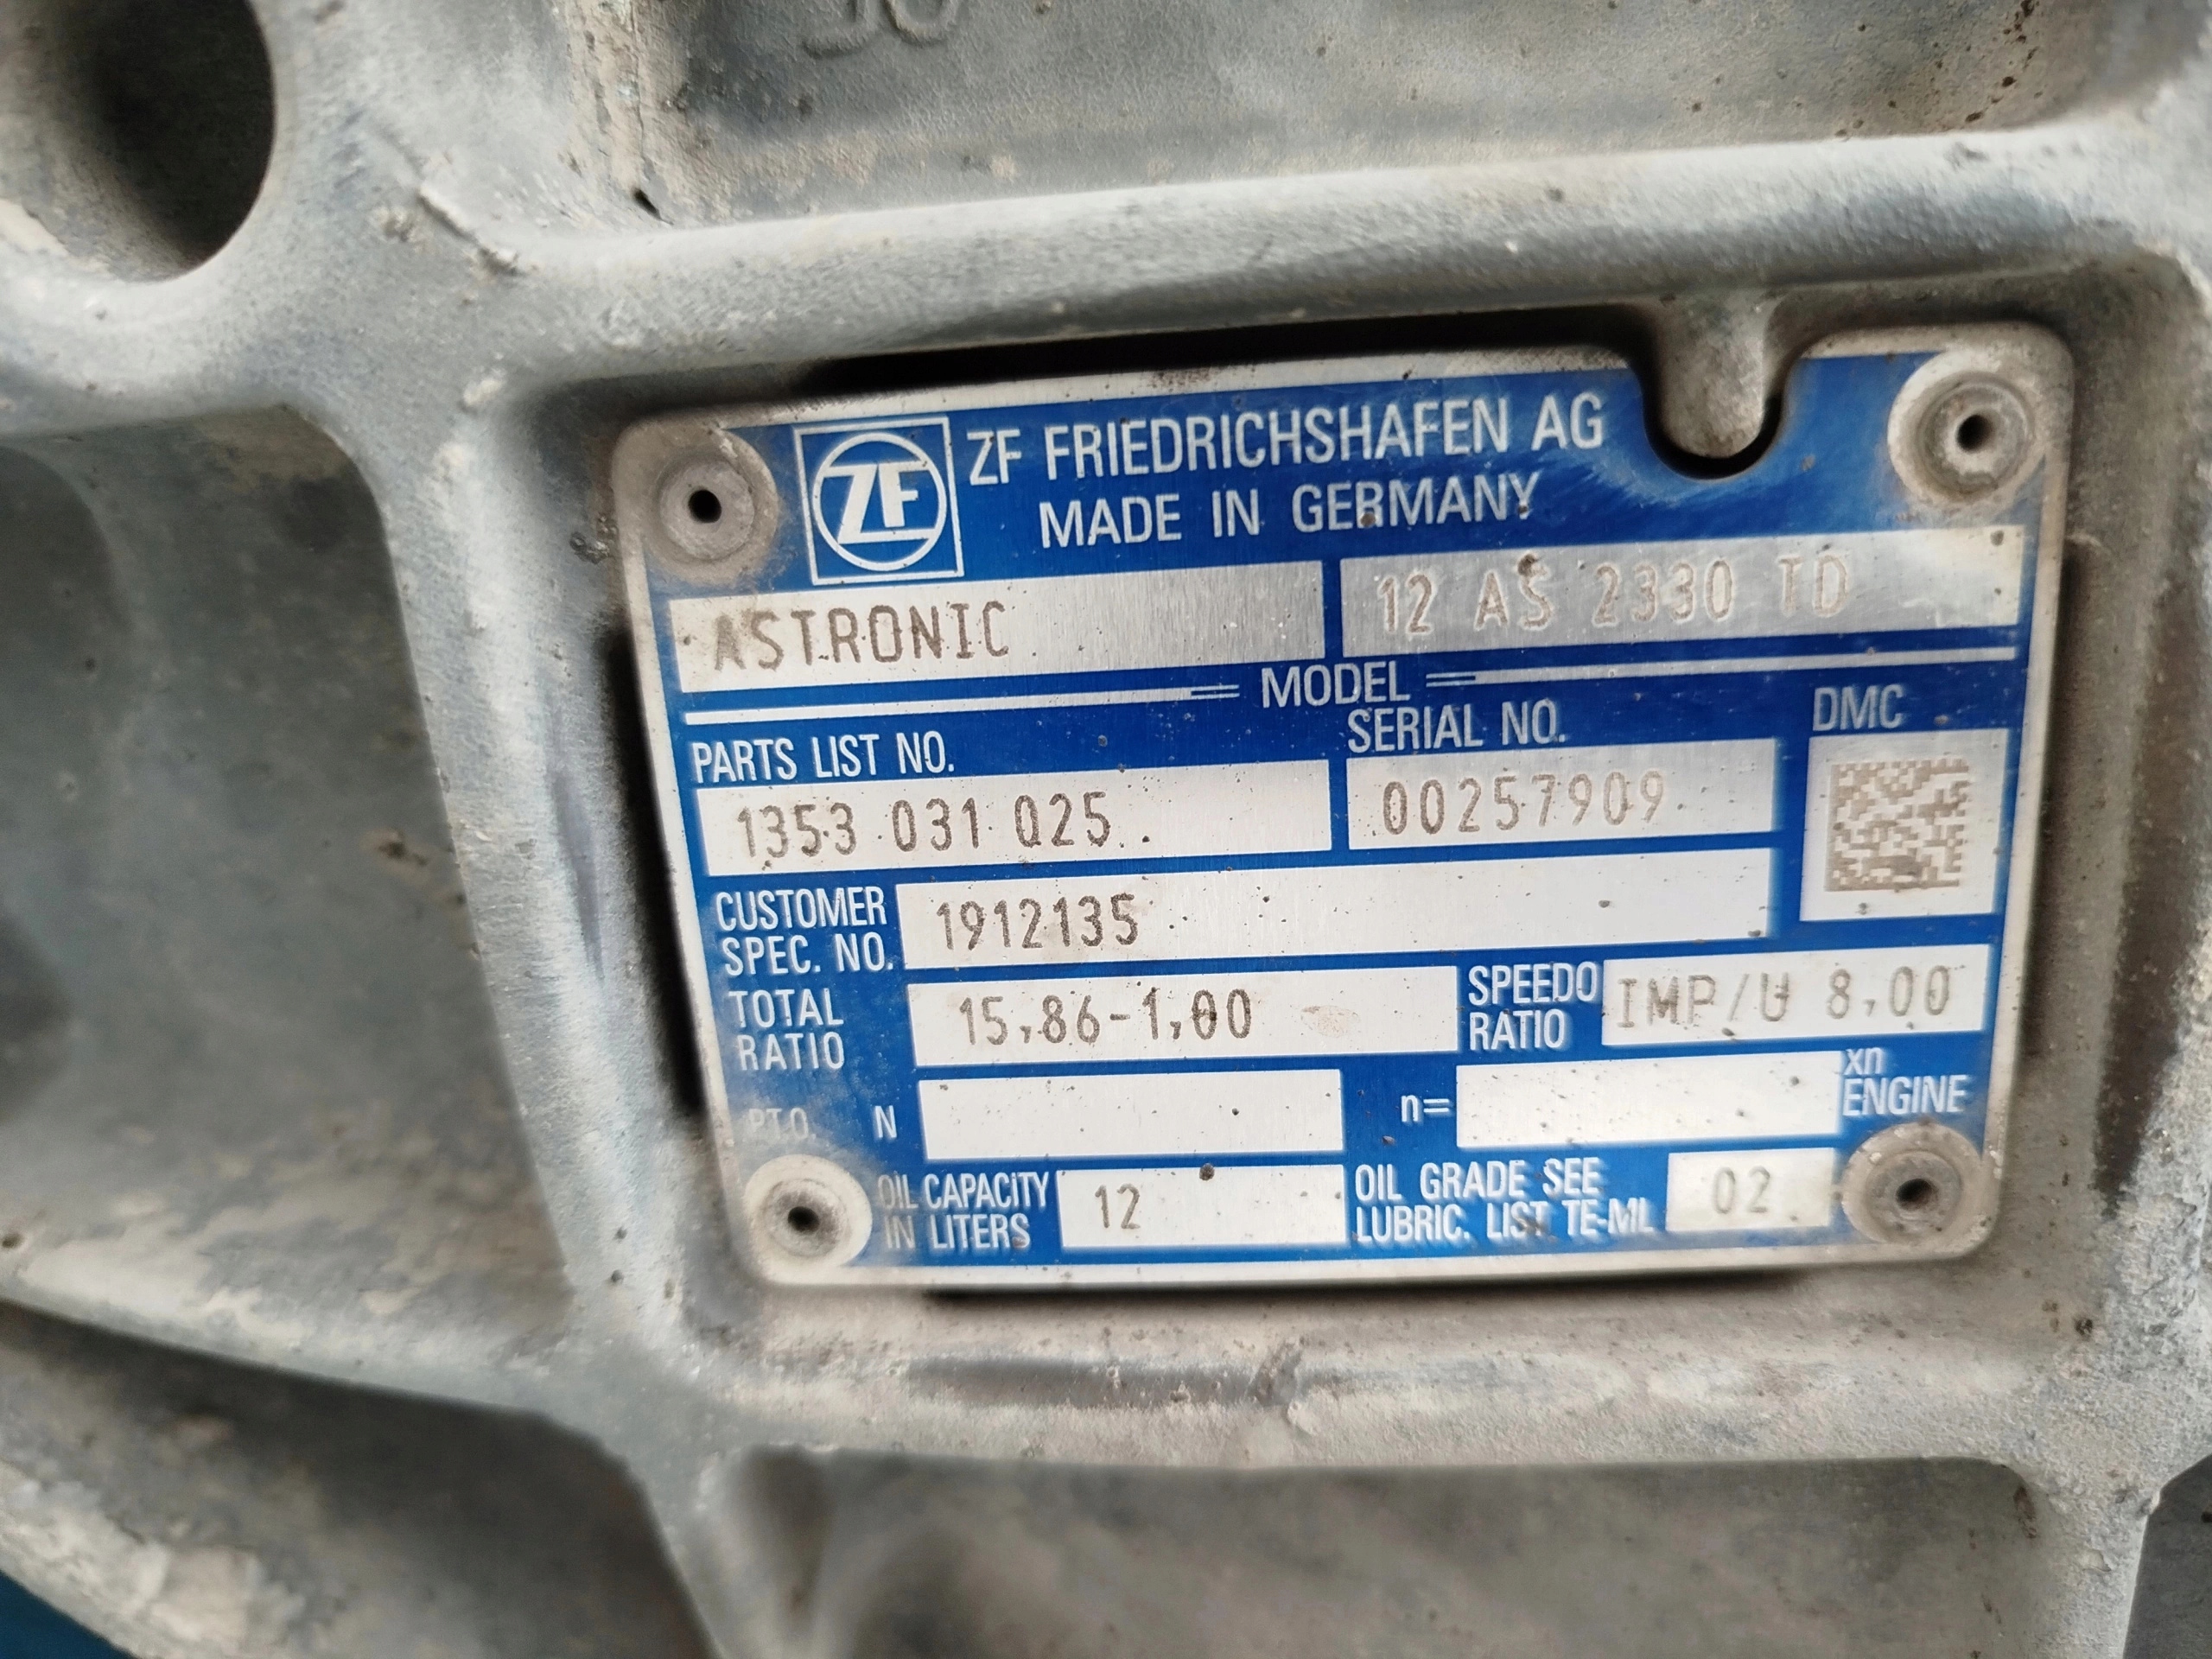 ZF
ZF FRIEDRICHSHAFEN AG
MADE IN GERMANY
ASTRONIC 12 AS 2330 TD
MODEL
PARTS LIST NO. SERIAL NO. DMC
1353 031 025 00257909
CUSTOMER
SPEC. NO. 1912135
TOTAL
RATIO 15,86-1,00 SPEEDO
RATIO IMP/U 8,00
P.T.O. N n= xn
ENGINE
OIL CAPACITY
IN LITERS 12 OIL GRADE SEE
LUBRIC. LIST TE-ML 02